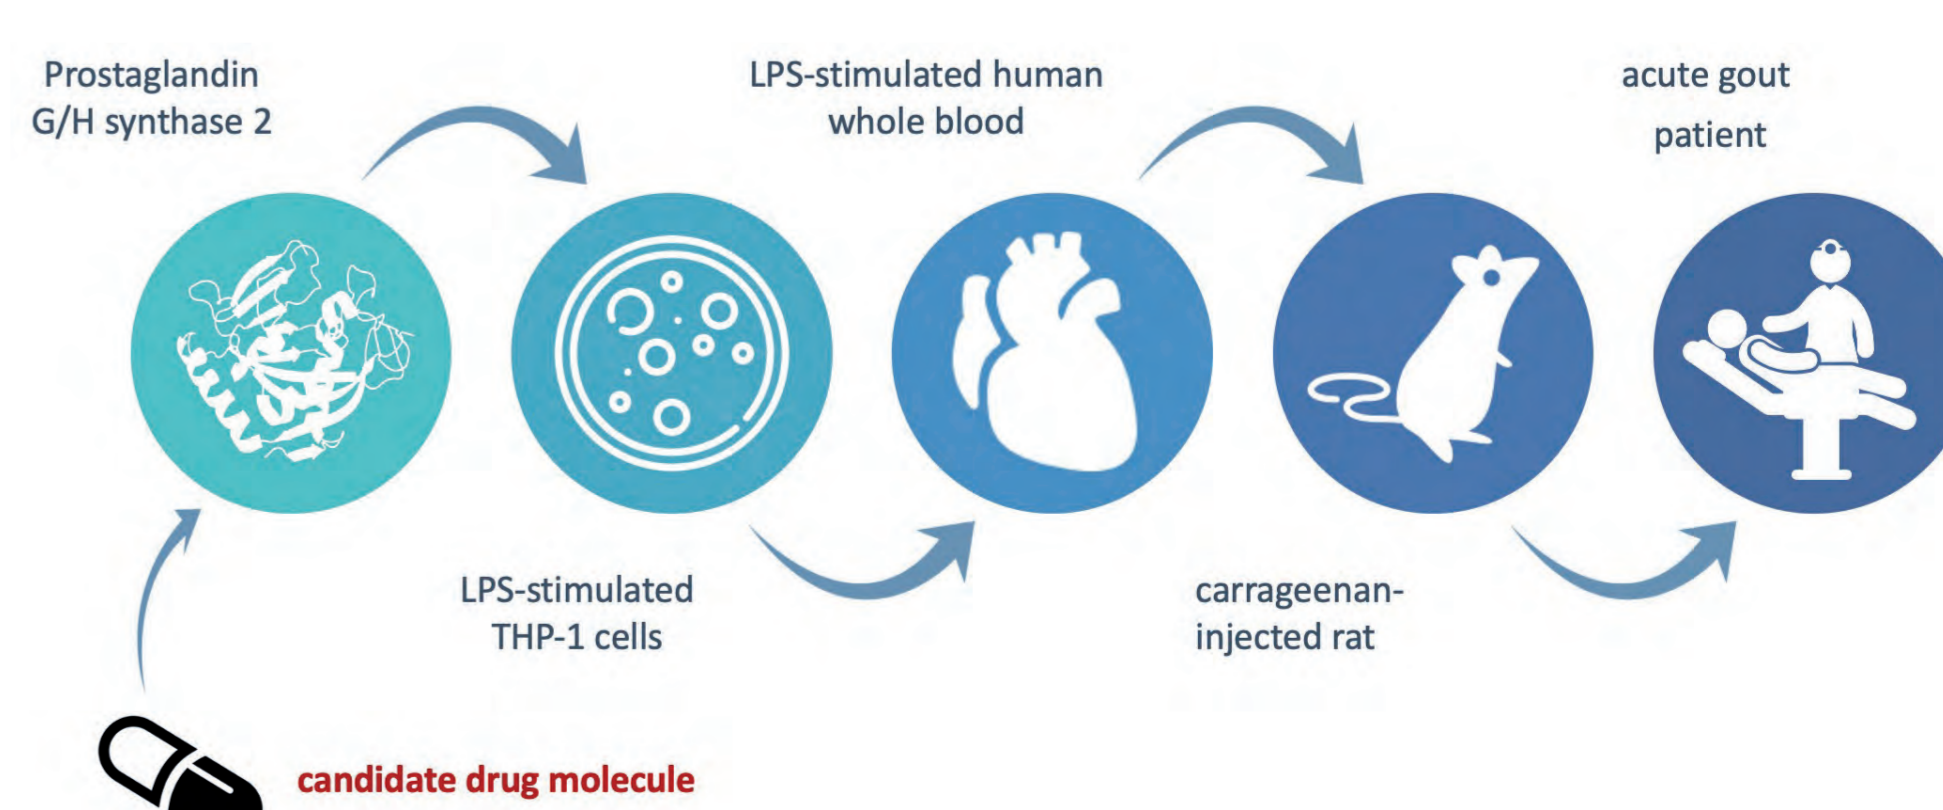 Prostaglandin
G/H synthase 2
LPS-stimulated human
whole blood
acute gout
patient
LPS-stimulated
THP-1 cells
carrageenan-
injected rat
candidate drug molecule